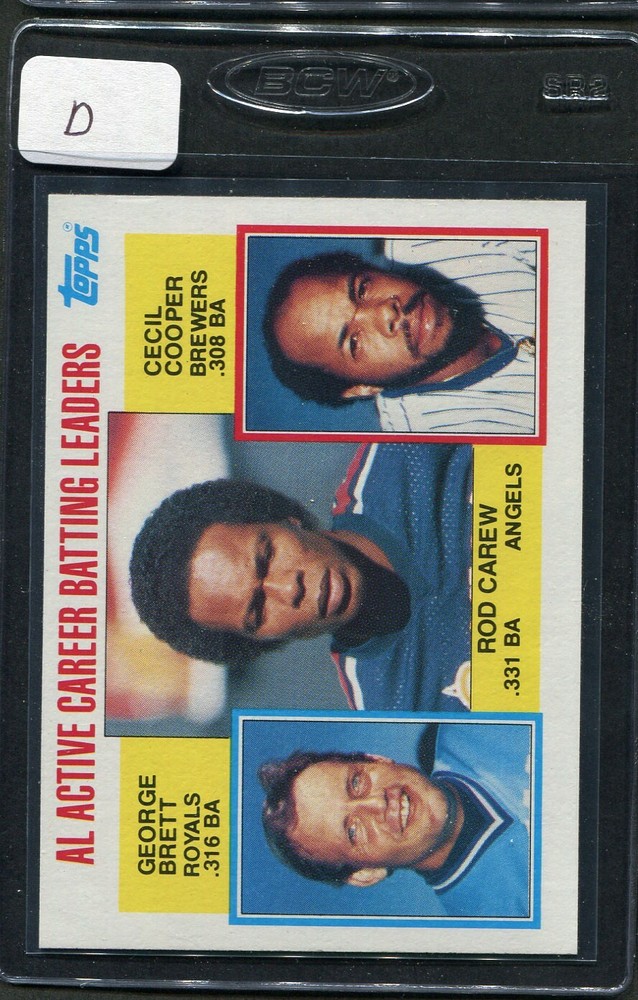 BCW®
SR2
D
topps®
AL ACTIVE CAREER BATTING LEADERS
GEORGE
BRETT
ROYALS
.316 BA
ROD CAREW
.331 BA ANGELS
CECIL
COOPER
BREWERS
.308 BA